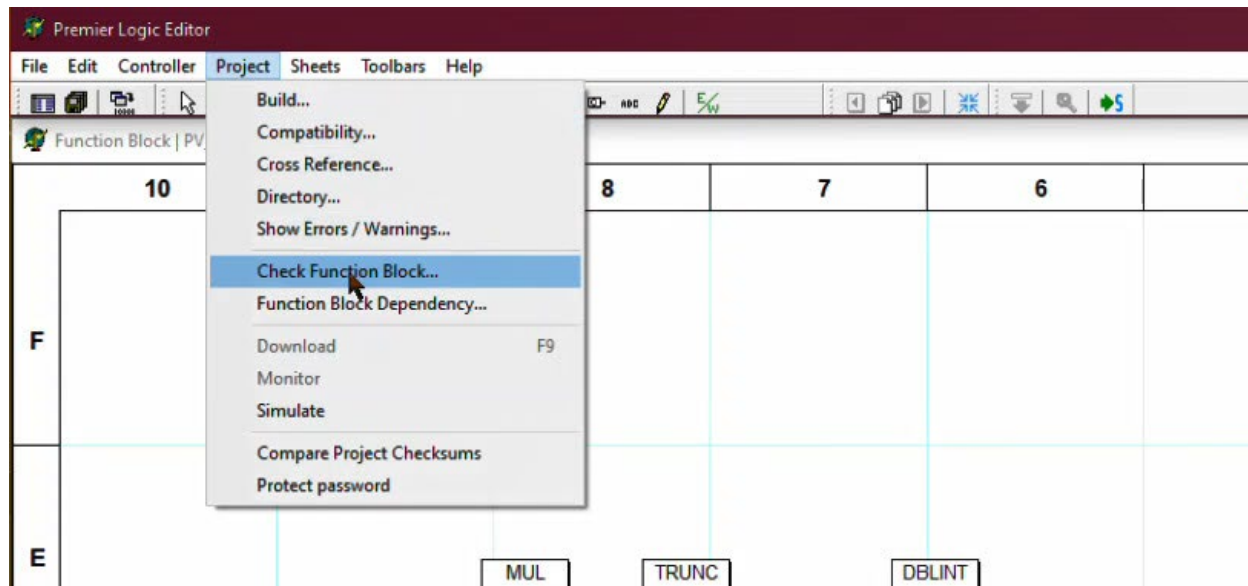 Premier Logic Editor
File Edit Controller Project Sheets Toolbars Help
ABC E/W S
Function Block | PV
10 8 7 6
Build...
Compatibility...
Cross Reference...
Directory...
Show Errors / Warnings...
Check Function Block...
Function Block Dependency...
Download F9
Monitor
Simulate
Compare Project Checksums
Protect password
F
E
MUL TRUNC DBLINT